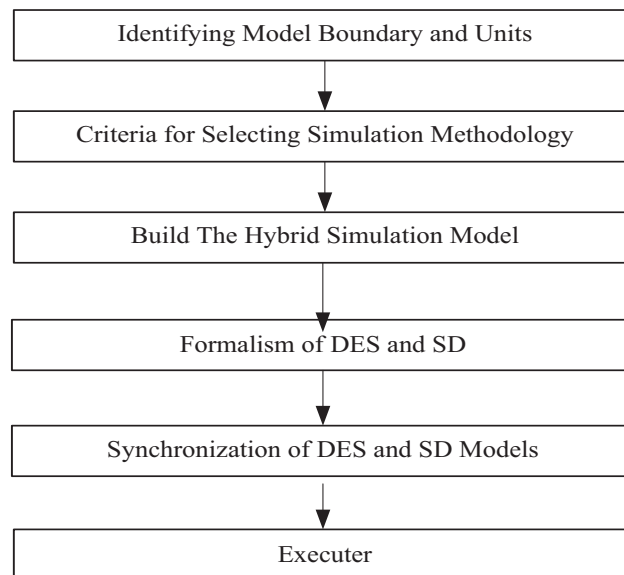 Identifying Model Boundary and Units
Criteria for Selecting Simulation Methodology
Build The Hybrid Simulation Model
Formalism of DES and SD
Synchronization of DES and SD Models
Executer